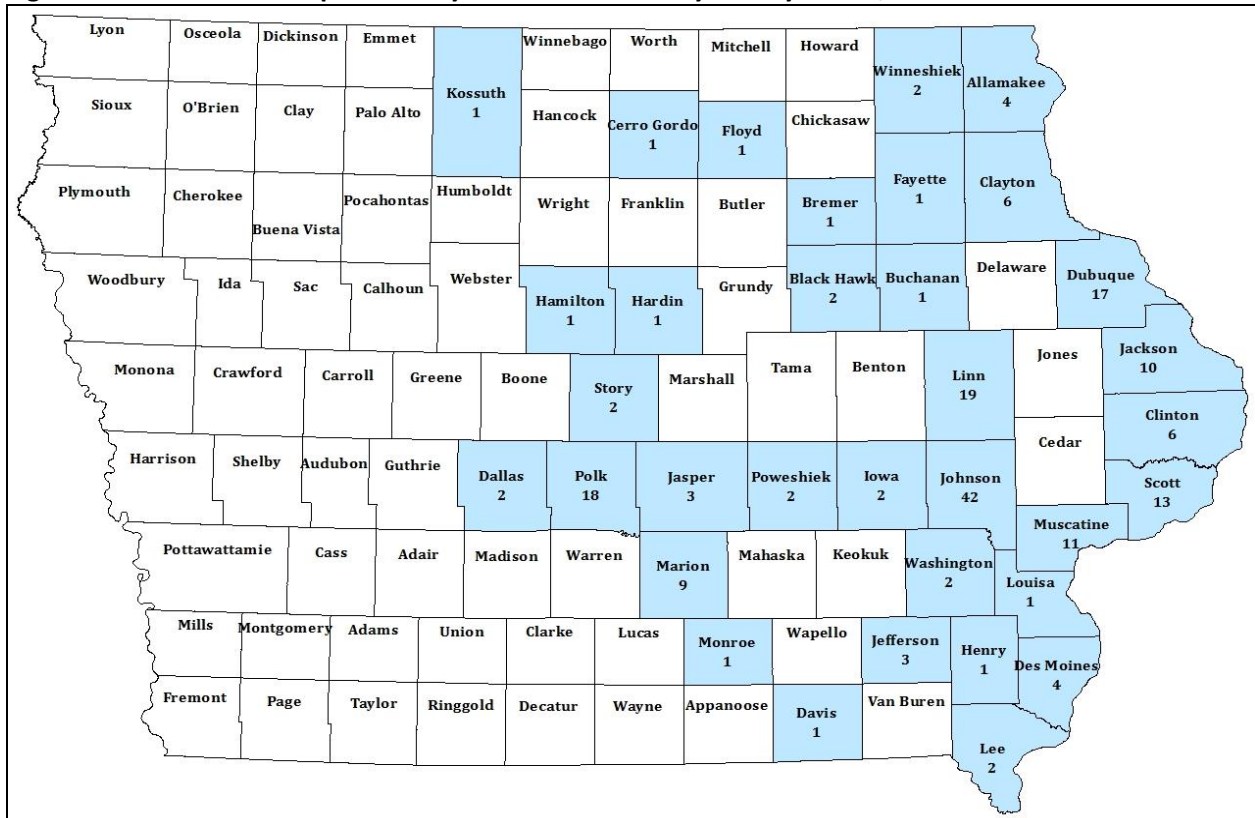 Lyon
Osceola
Dickinson
Emmet
Kossuth
1
Winnebago
Worth
Mitchell
Howard
Winneshiek
2
Allamakee
4
Sioux
O'Brien
Clay
Palo Alto
Hancock
Cerro Gordo
1
Floyd
1
Chickasaw
Plymouth
Cherokee
Buena Vista
Pocahontas
Humboldt
Wright
Franklin
Butler
Bremer
1
Fayette
1
Clayton
6
Woodbury
Ida
Sac
Calhoun
Webster
Hamilton
1
Hardin
1
Grundy
Black Hawk
2
Buchanan
1
Delaware
Dubuque
17
Monona
Crawford
Carroll
Greene
Boone
Story
2
Marshall
Tama
Benton
Linn
19
Jones
Jackson
10
Clinton
6
Harrison
Shelby
Audubon
Guthrie
Dallas
2
Polk
18
Jasper
3
Poweshiek
2
Iowa
2
Johnson
42
Cedar
Scott
13
Muscatine
11
Pottawattamie
Cass
Adair
Madison
Warren
Marion
9
Mahaska
Keokuk
Washington
2
Louisa
1
Mills
Montgomery
Adams
Union
Clarke
Lucas
Monroe
1
Wapello
Jefferson
3
Henry
1
Des Moines
4
Fremont
Page
Taylor
Ringgold
Decatur
Wayne
Appanoose
Davis
1
Van Buren
Lee
2